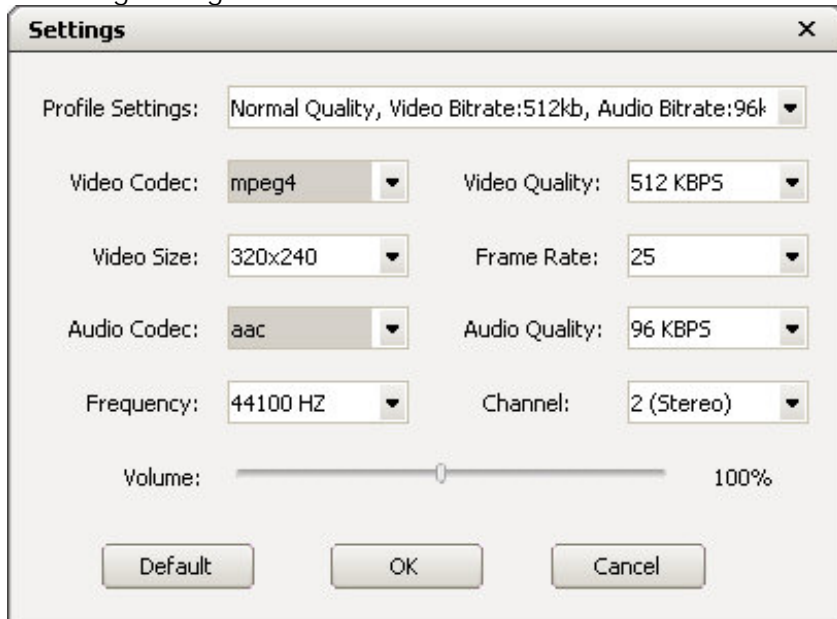 Settings
Profile Settings: Normal Quality, Video Bitrate:512kb, Audio Bitrate:96k
Video Codec: mpeg4 Video Quality: 512 KBPS
Video Size: 320x240 Frame Rate: 25
Audio Codec: aac Audio Quality: 96 KBPS
Frequency: 44100 HZ Channel: 2 (Stereo)
Volume: 100%
Default OK Cancel